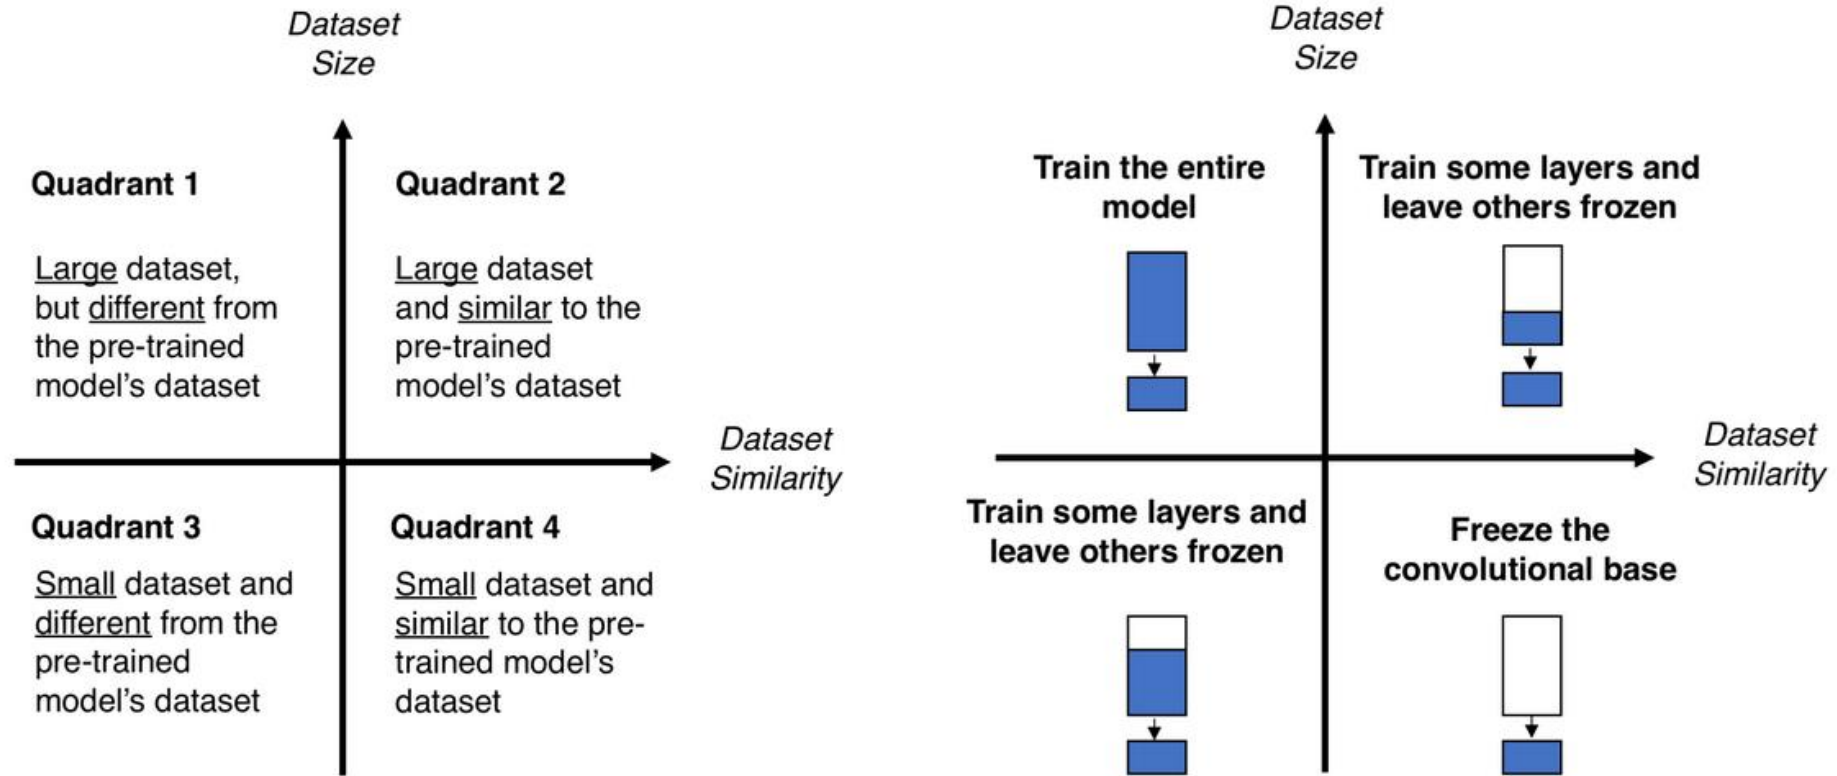 Dataset
Size
Quadrant 1
Large dataset,
but different from
the pre-trained
model's dataset
Quadrant 2
Large dataset
and similar to the
pre-trained
model's dataset
Dataset
Similarity
Quadrant 3
Small dataset and
different from the
pre-trained
model's dataset
Quadrant 4
Small dataset and
similar to the pre-
trained model's
dataset
Dataset
Size
Train the entire
model
Train some layers and
leave others frozen
Dataset
Similarity
Train some layers and
leave others frozen
Freeze the
convolutional base